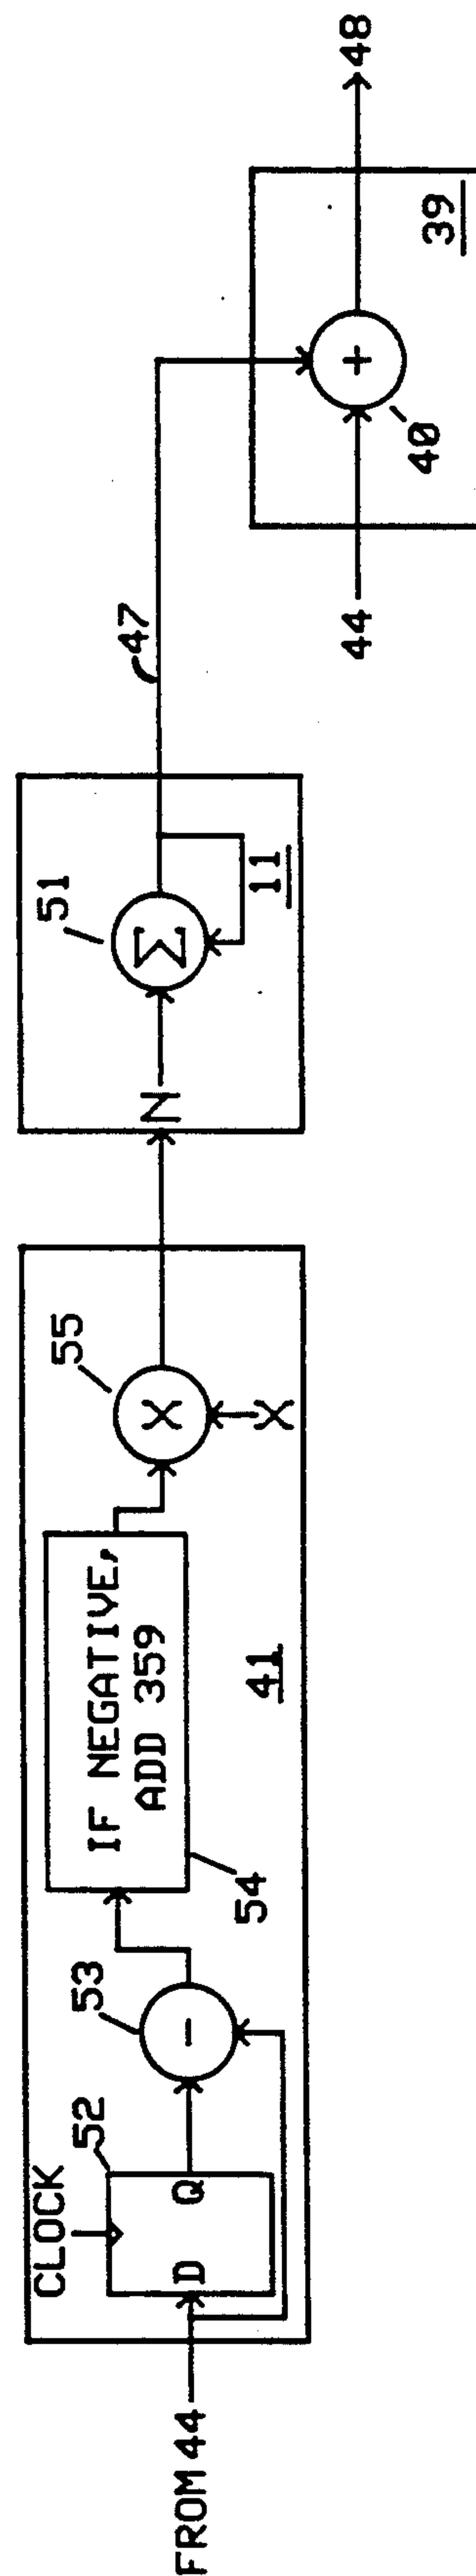 FROM 44
CLOCK
52
D Q
53
-
54
IF NEGATIVE,
ADD 359
41
55
X
X
N
51
Σ
11
47
44
40
+
39
48